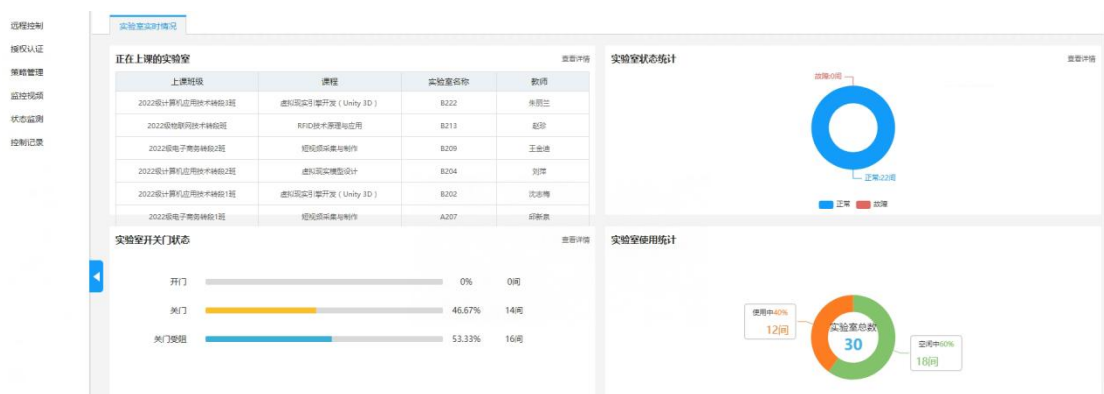 远程控制
授权认证
策略管理
监控视频
状态监测
控制记录
实验室实时情况
正在上课的实验室 查看详情
上课班级 课程 实验室名称 教师
2022级计算机应用技术转段3班 虚拟现实引擎开发（Unity 3D） B222 朱丽兰
2022级物联网技术转段班 RFID技术原理与应用 B213 赵珍
2022级电子商务转段2班 短视频采集与制作 B209 王金迪
2022级计算机应用技术转段2班 虚拟现实模型设计 B204 刘萍
2022级计算机应用技术转段1班 虚拟现实引擎开发（Unity 3D） B202 沈志梅
2022级电子商务转段1班 短视频采集与制作 A207 邱新泉
实验室状态统计 查看详情
故障:0间
正常:22间
正常 故障
实验室开关门状态 查看详情
开门 0% 0间
关门 46.67% 14间
关门受阻 53.33% 16间
实验室使用统计
使用中40%
12间
实验室总数
30
空闲中60%
18间